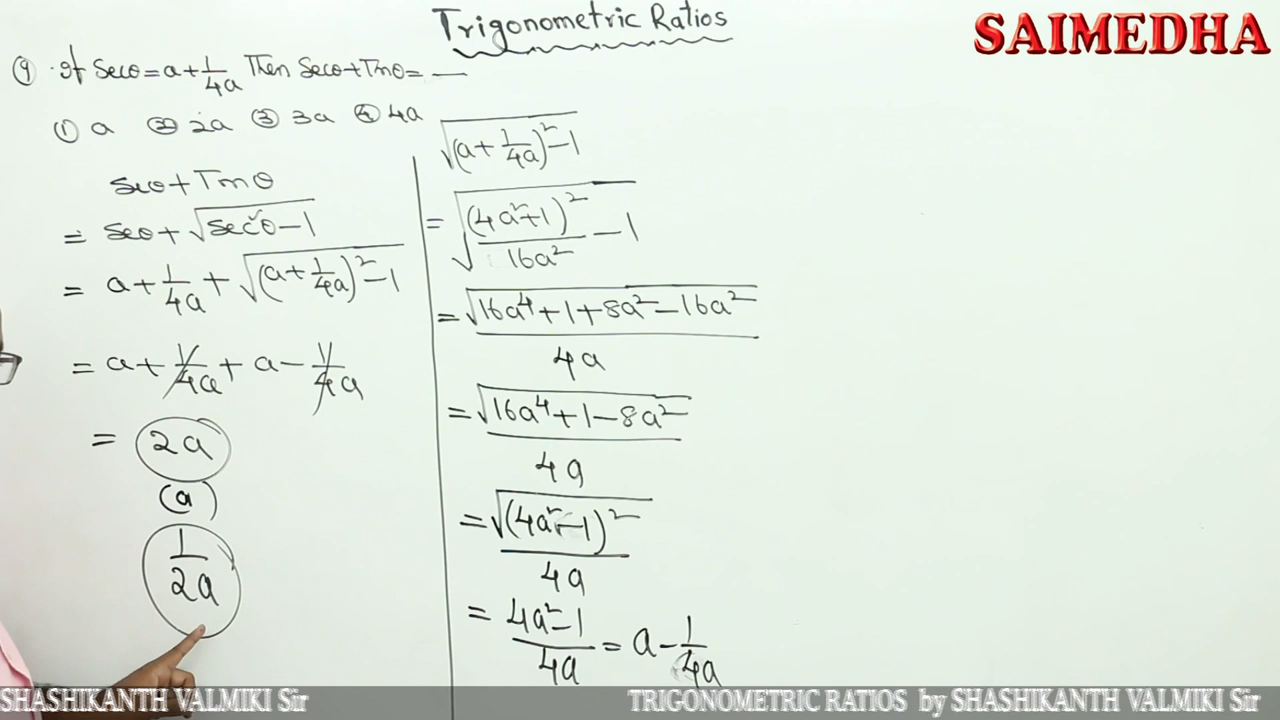 Trigonometric Ratios
SAIMEDHA
9 If Secθ = a + 1/4a Then Secθ + Tanθ = —
① a ② 2a ③ 3a ④ 4a
Secθ + Tanθ
= Secθ + √(sec²θ - 1)
= a + 1/4a + √((a + 1/4a)² - 1)
= a + 1/4a + a - 1/4a
= 2a
(a)
1/2a
√((a + 1/4a)² - 1)
= √((4a² + 1)²/16a² - 1)
= √(16a⁴ + 1 + 8a² - 16a²)/4a
= √(16a⁴ + 1 - 8a²)/4a
= √((4a² - 1)²)/4a
= (4a² - 1)/4a = a - 1/4a
SHASHIKANTH VALMIKI Sir
TRIGONOMETRIC RATIOS by SHASHIKANTH VALMIKI Sir